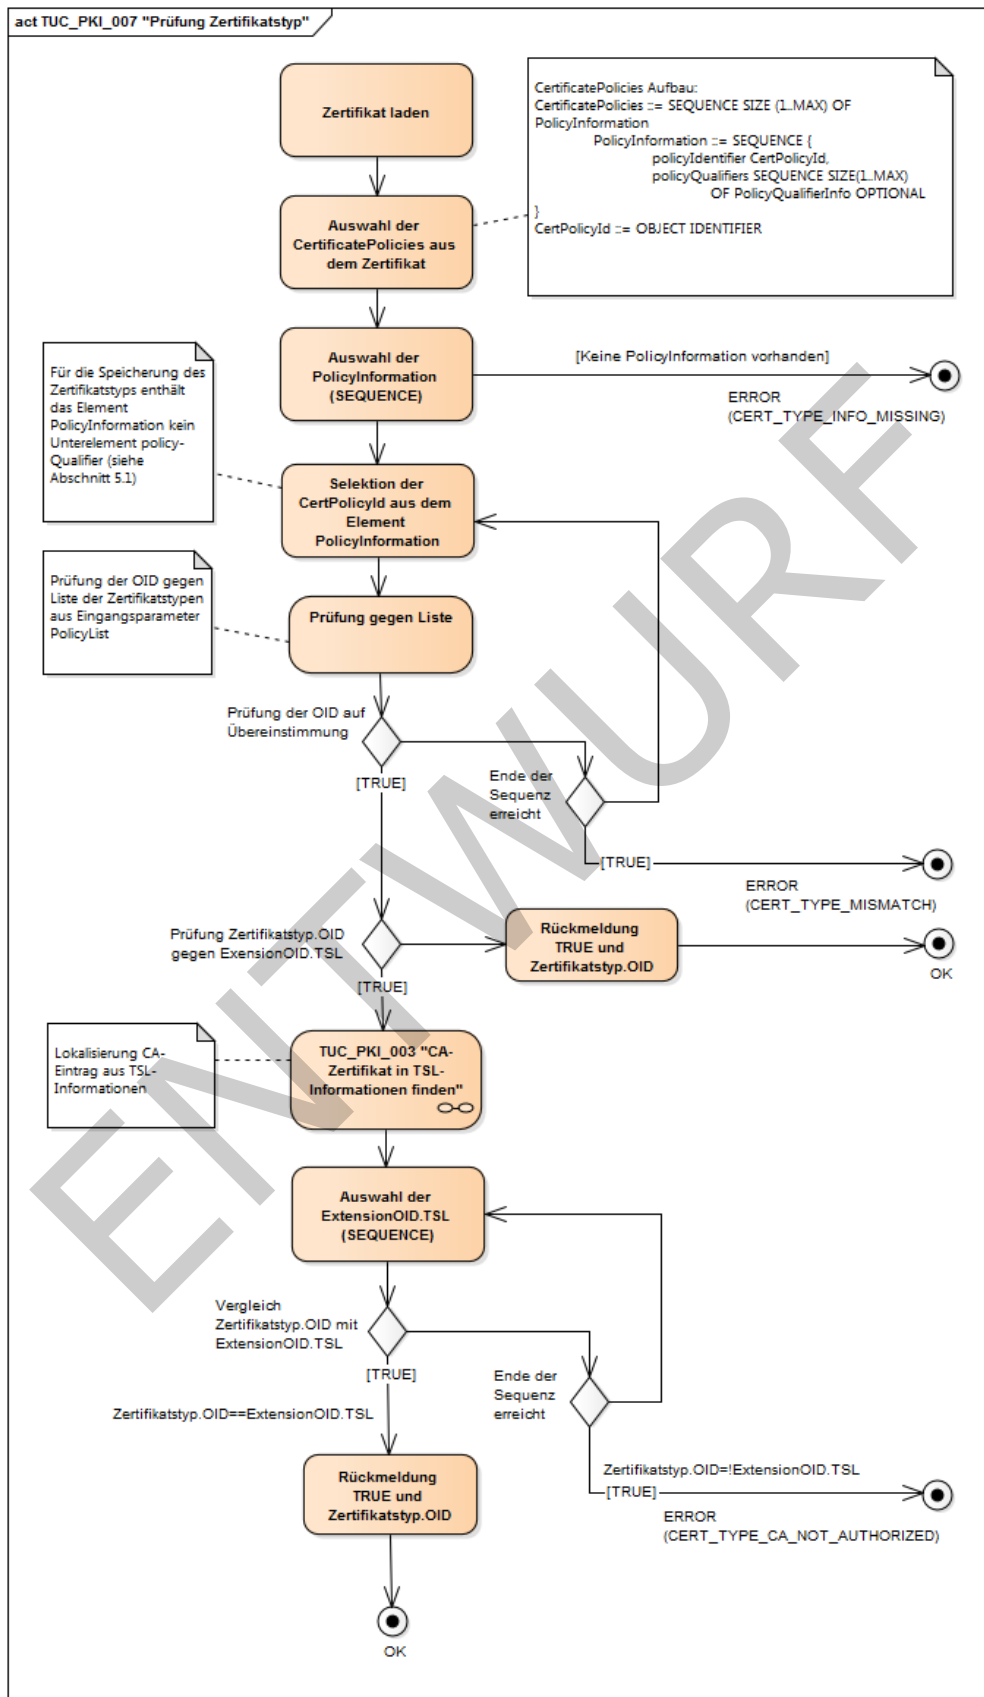 act TUC_PKI_007 "Prüfung Zertifikatstyp"
Zertifikat laden
CertificatePolicies Aufbau:
CertificatePolicies ::= SEQUENCE SIZE (1..MAX) OF
PolicyInformation
PolicyInformation ::= SEQUENCE {
policyIdentifier CertPolicyId,
policyQualifiers SEQUENCE SIZE(1..MAX)
OF PolicyQualifierInfo OPTIONAL
}
CertPolicyId ::= OBJECT IDENTIFIER
Auswahl der
CertificatePolicies aus
dem Zertifikat
Auswahl der
PolicyInformation
(SEQUENCE)
[Keine PolicyInformation vorhanden]
ERROR
(CERT_TYPE_INFO_MISSING)
Für die Speicherung des
Zertifikatstyps enthält
das Element
PolicyInformation kein
Unterelement policy-
Qualifier (siehe
Abschnitt 5.1)
Selektion der
CertPolicyId aus dem
Element
PolicyInformation
Prüfung der OID gegen
Liste der Zertifikatstypen
aus Eingangsparameter
PolicyList
Prüfung gegen Liste
Prüfung der OID auf
Übereinstimmung
[TRUE]
Ende der
Sequenz
erreicht
[TRUE]
ERROR
(CERT_TYPE_MISMATCH)
Prüfung Zertifikatstyp.OID
gegen ExensionOID.TSL
[TRUE]
Rückmeldung
TRUE und
Zertifikatstyp.OID
OK
Lokalisierung CA-
Eintrag aus TSL-
Informationen
TUC_PKI_003 "CA-
Zertifikat in TSL-
Informationen finden"
Auswahl der
ExtensionOID.TSL
(SEQUENCE)
Vergleich
Zertifikatstyp.OID mit
ExtensionOID.TSL
[TRUE]
Ende der
Sequenz
erreicht
Zertifikatstyp.OID==ExtensionOID.TSL
Zertifikatstyp.OID=!ExtensionOID.TSL
[TRUE]
ERROR
(CERT_TYPE_CA_NOT_AUTHORIZED)
Rückmeldung
TRUE und
Zertifikatstyp.OID
OK
ENTWURF